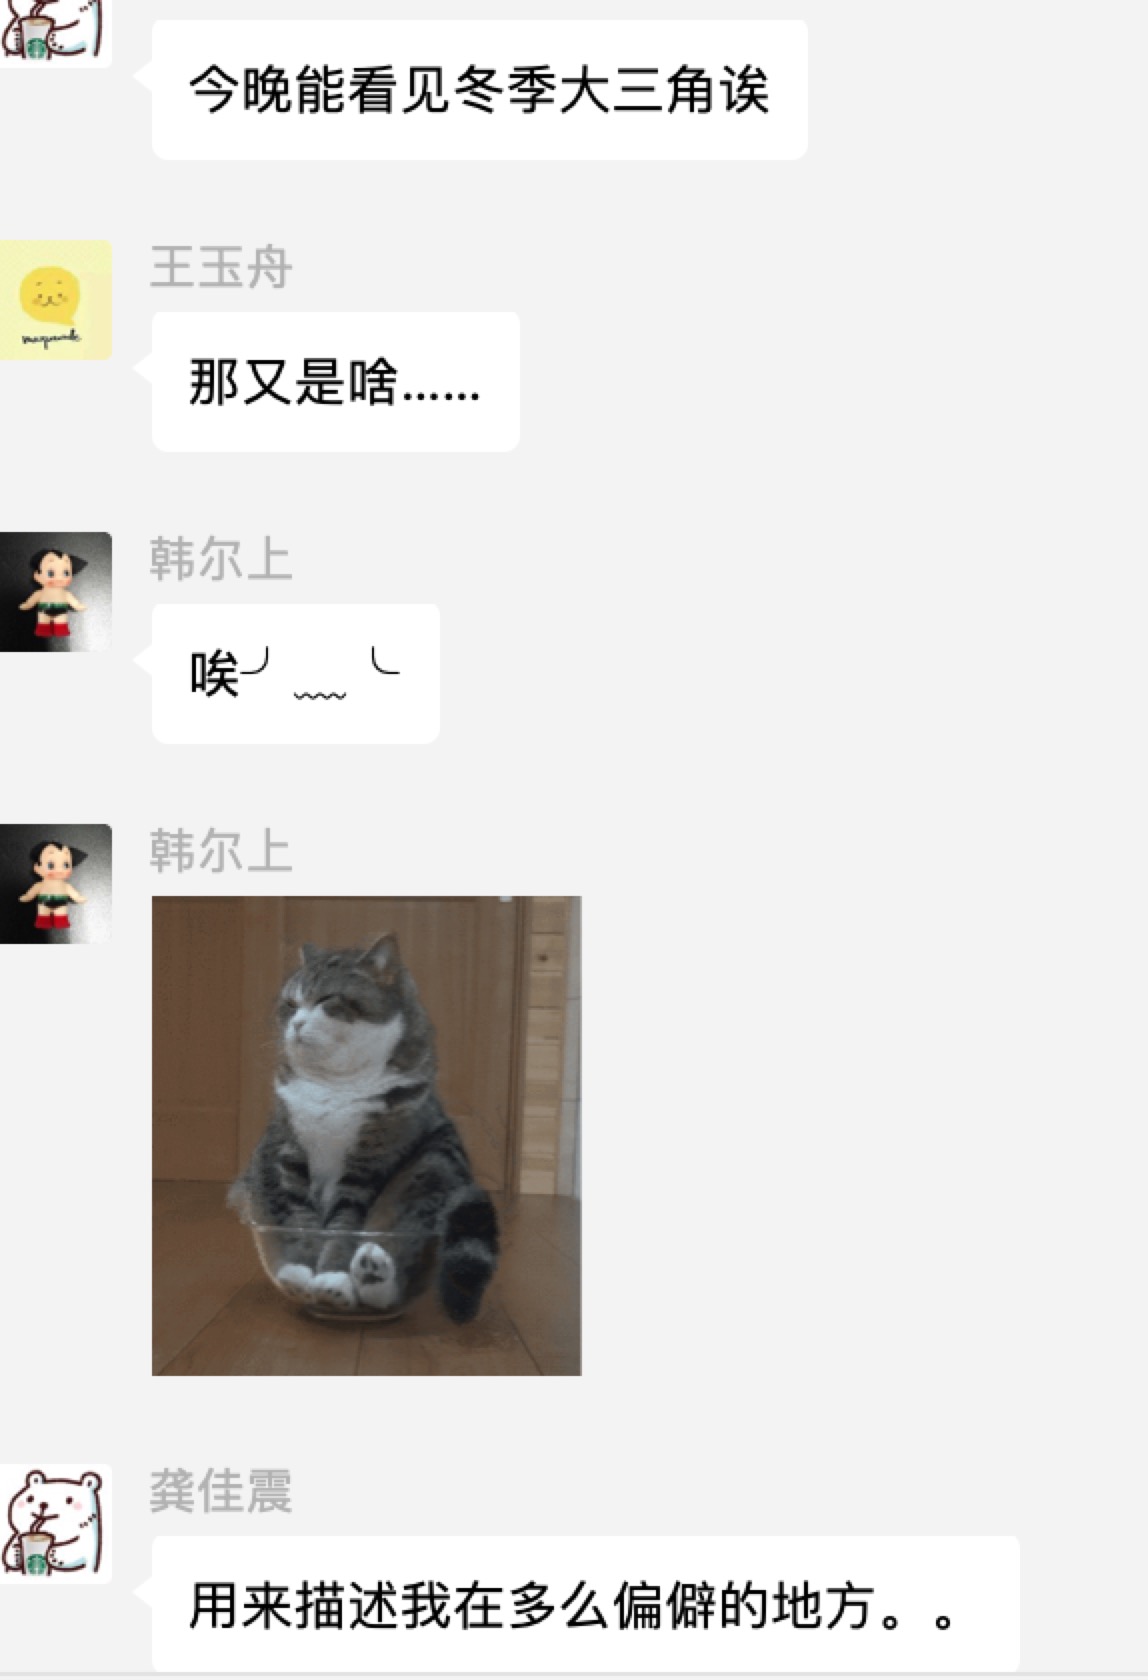 今晚能看见冬季大三角诶
王玉舟
那又是啥……
韩尔上
唉╯﹏╰
韩尔上
龚佳震
用来描述我在多么偏僻的地方。。